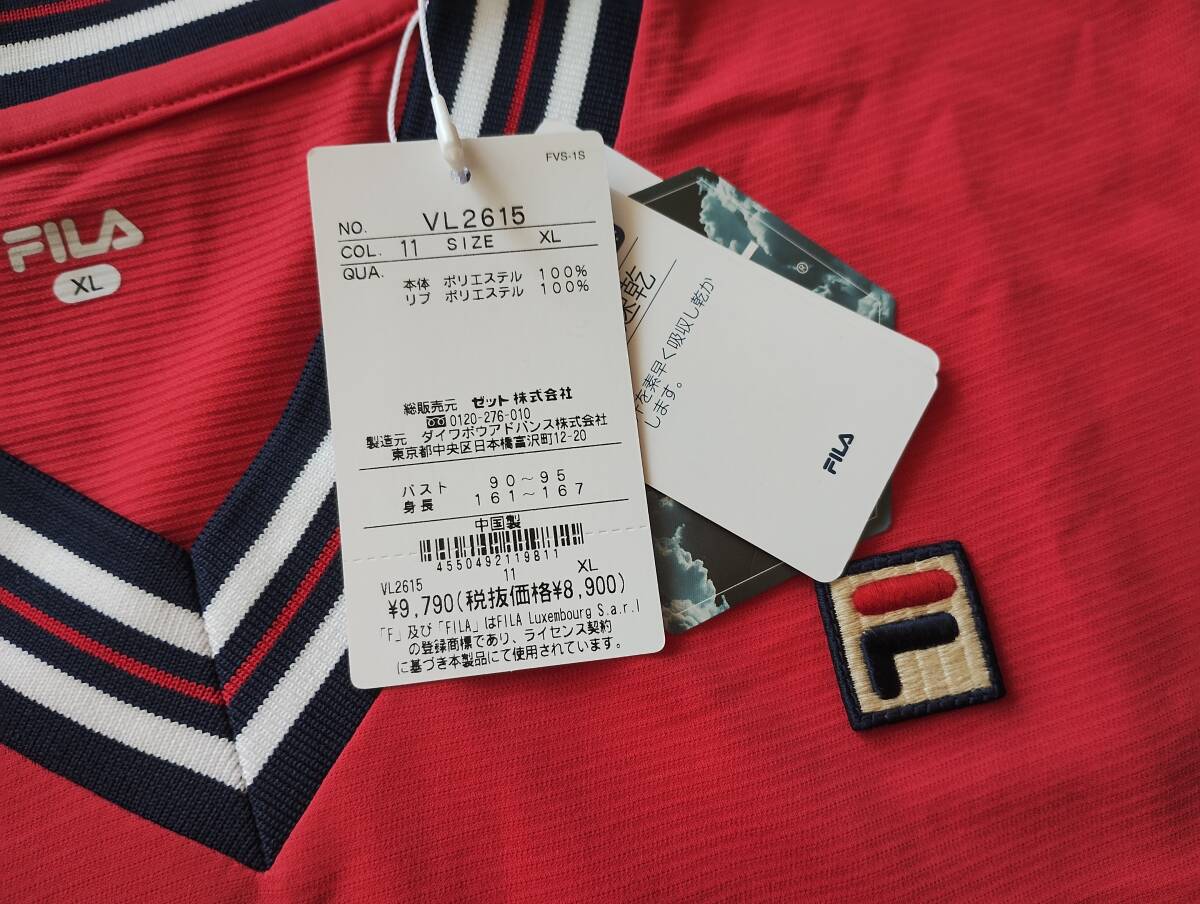 FILA
XL
FVS-1S
NO. VL2615
COL. 11 SIZE XL
QUA.
本体 ポリエステル 100%
リブ ポリエステル 100%
総販売元 ゼット株式会社
0120-276-010
製造元 ダイワボウアドバンス株式会社
東京都中央区日本橋富沢町12-20
バスト 90～95
身長 161～167
中国製
4550492119811
VL2615 11 XL
¥9,790(税抜価格¥8,900)
「F」及び「FILA」はFILA Luxembourg S.a.r.l
の登録商標であり、ライセンス契約
に基づき本製品にて使用されています。
速乾
を素早く吸収し乾か
します。
FILA
®